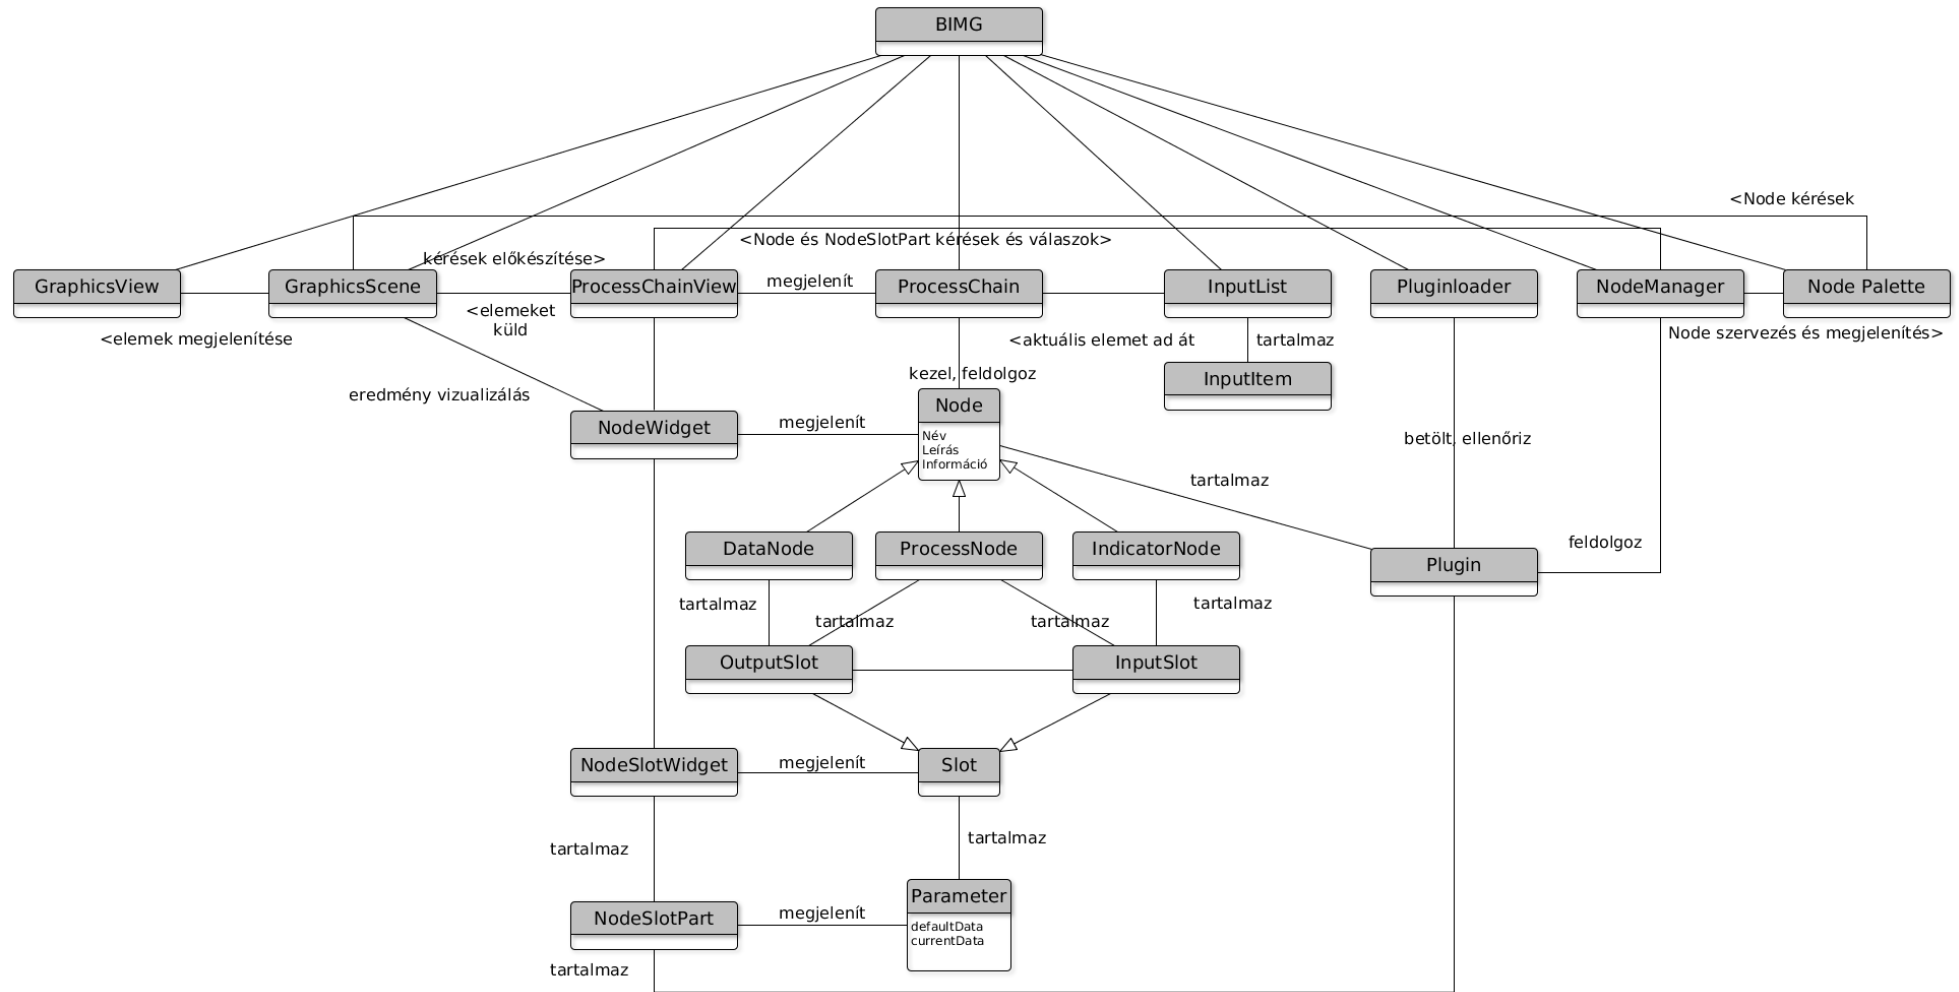 BIMG
<Node kérések
<Node és NodeSlotPart kérések és válaszok>
kérések előkészítése>
GraphicsView
GraphicsScene
ProcessChainView
megjelenít
ProcessChain
InputList
Pluginloader
NodeManager
Node Palette
<elemek megjelenítése
<elemeket
küld
<aktuális elemet ad át
tartalmaz
Node szervezés és megjelenítés>
kezel, feldolgoz
InputItem
eredmény vizualizálás
NodeWidget
megjelenít
Node
Név
Leírás
Információ
betölt, ellenőriz
tartalmaz
DataNode
ProcessNode
IndicatorNode
feldolgoz
Plugin
tartalmaz
tartalmaz
tartalmaz
tartalmaz
OutputSlot
InputSlot
NodeSlotWidget
megjelenít
Slot
tartalmaz
tartalmaz
Parameter
defaultData
currentData
NodeSlotPart
megjelenít
tartalmaz